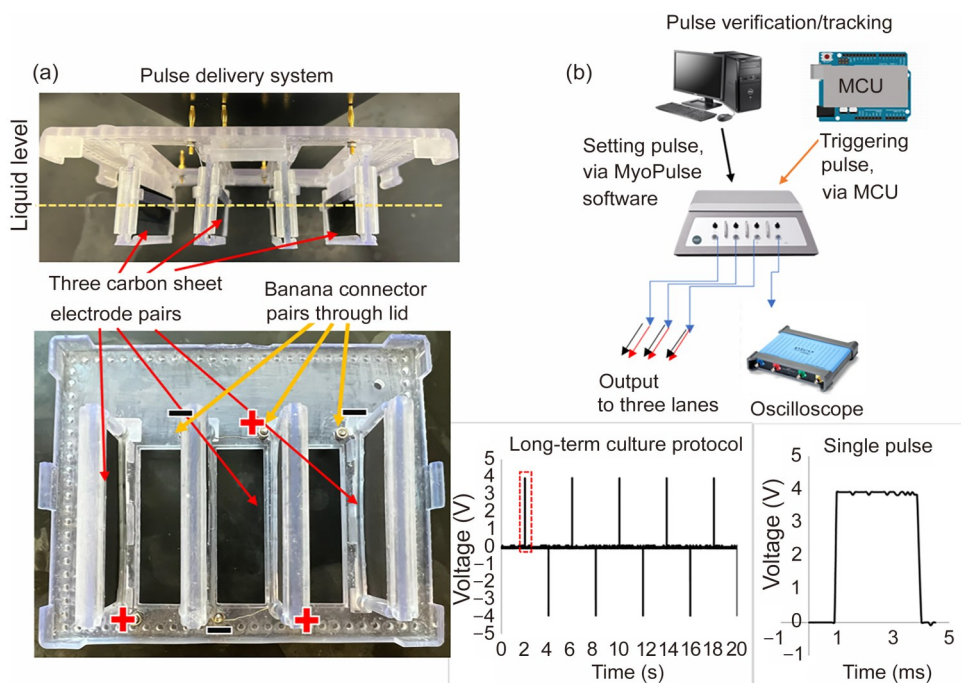 Pulse verification/tracking
(a)
Pulse delivery system
(b)
MCU
Liquid level
Setting pulse,
via MyoPulse
software
Triggering
pulse,
via MCU
Three carbon sheet
electrode pairs
Banana connector
pairs through lid
Output
to three lanes
Oscilloscope
−
+
−
+
−
+
Long-term culture protocol
Voltage (V)
5
4
3
2
1
0
−1
−2
−3
−4
−5
0 2 4 6 8 10 12 14 16 18 20
Time (s)
Single pulse
Voltage (V)
5
4
3
2
1
0
−1
−1 1 3 5
Time (ms)